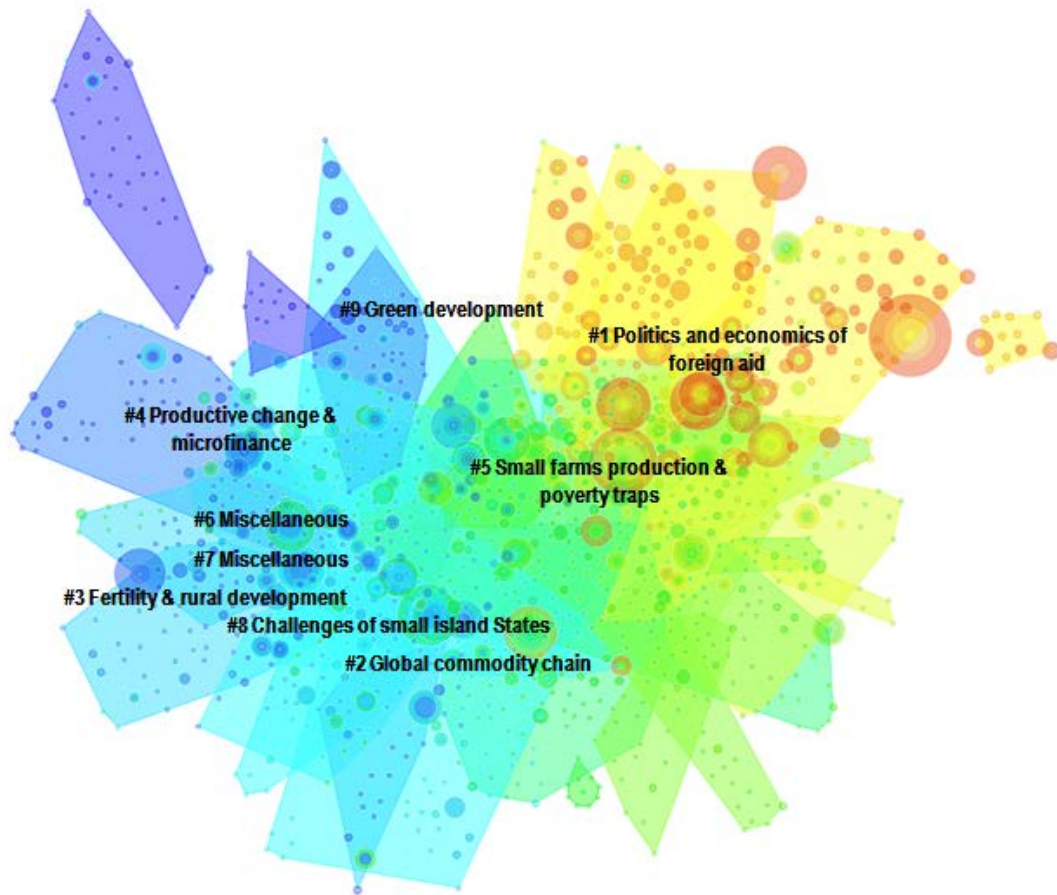 #9 Green development
#1 Politics and economics of
foreign aid
#4 Productive change &
microfinance
#5 Small farms production &
poverty traps
#6 Miscellaneous
#7 Miscellaneous
#3 Fertility & rural development
#8 Challenges of small island States
#2 Global commodity chain